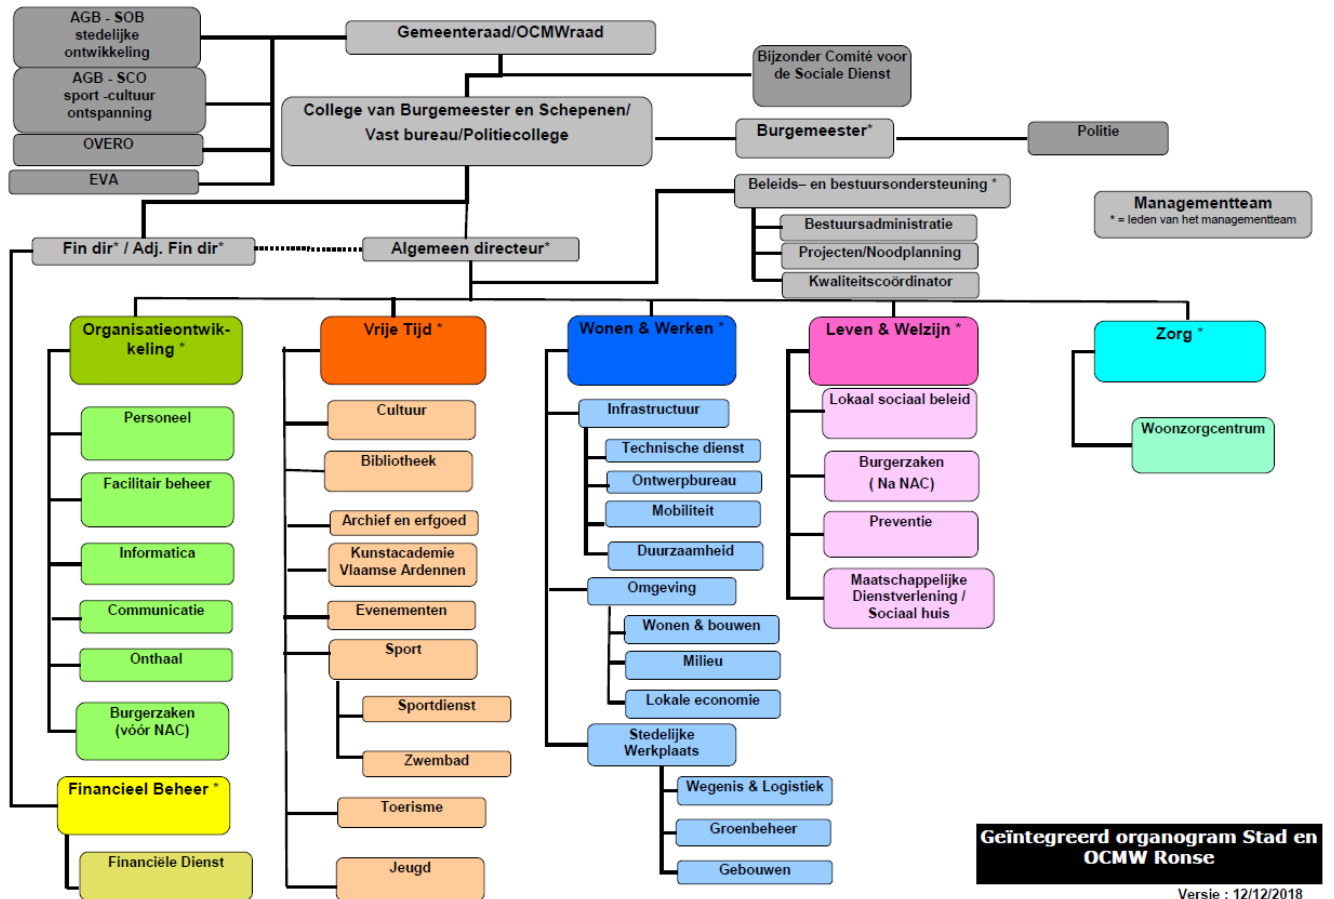 AGB - SOB
stedelijke
ontwikkeling
Gemeenteraad/OCMWraad
Bijzonder Comité voor
de Sociale Dienst
AGB - SCO
sport -cultuur
ontspanning
College van Burgemeester en Schepenen/
Vast bureau/Politiecollege
Burgemeester*
Politie
OVERO
EVA
Beleids– en bestuursondersteuning *
Managementteam
* = leden van het managementteam
Bestuursadministratie
Projecten/Noodplanning
Kwaliteitscoördinator
Fin dir* / Adj. Fin dir*
Algemeen directeur*
Organisatieontwik-
keling *
Personeel
Facilitair beheer
Informatica
Communicatie
Onthaal
Burgerzaken
(vóór NAC)
Financieel Beheer *
Financiële Dienst
Vrije Tijd *
Cultuur
Bibliotheek
Archief en erfgoed
Kunstacademie
Vlaamse Ardennen
Evenementen
Sport
Sportdienst
Zwembad
Toerisme
Jeugd
Wonen & Werken *
Infrastructuur
Technische dienst
Ontwerpbureau
Mobiliteit
Duurzaamheid
Omgeving
Wonen & bouwen
Milieu
Lokale economie
Stedelijke
Werkplaats
Wegenis & Logistiek
Groenbeheer
Gebouwen
Leven & Welzijn *
Lokaal sociaal beleid
Burgerzaken
( Na NAC)
Preventie
Maatschappelijke
Dienstverlening /
Sociaal huis
Zorg *
Woonzorgcentrum
Geïntegreerd organogram Stad en
OCMW Ronse
Versie : 12/12/2018